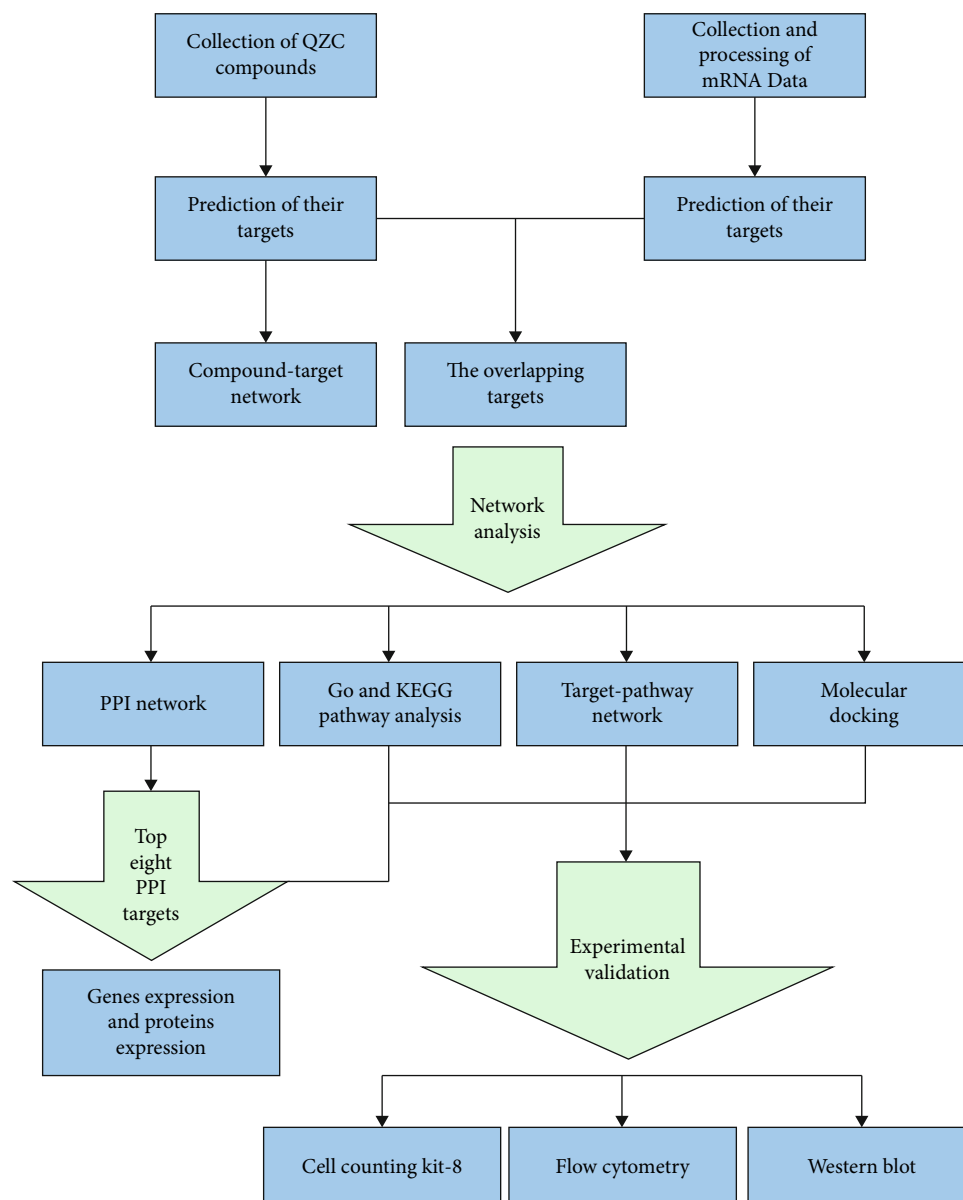 Collection of QZC
compounds
Collection and
processing of
mRNA Data
Prediction of their
targets
Prediction of their
targets
Compound-target
network
The overlapping
targets
Network
analysis
PPI network
Go and KEGG
pathway analysis
Target-pathway
network
Molecular
docking
Top
eight
PPI
targets
Experimental
validation
Genes expression
and proteins
expression
Cell counting kit-8
Flow cytometry
Western blot